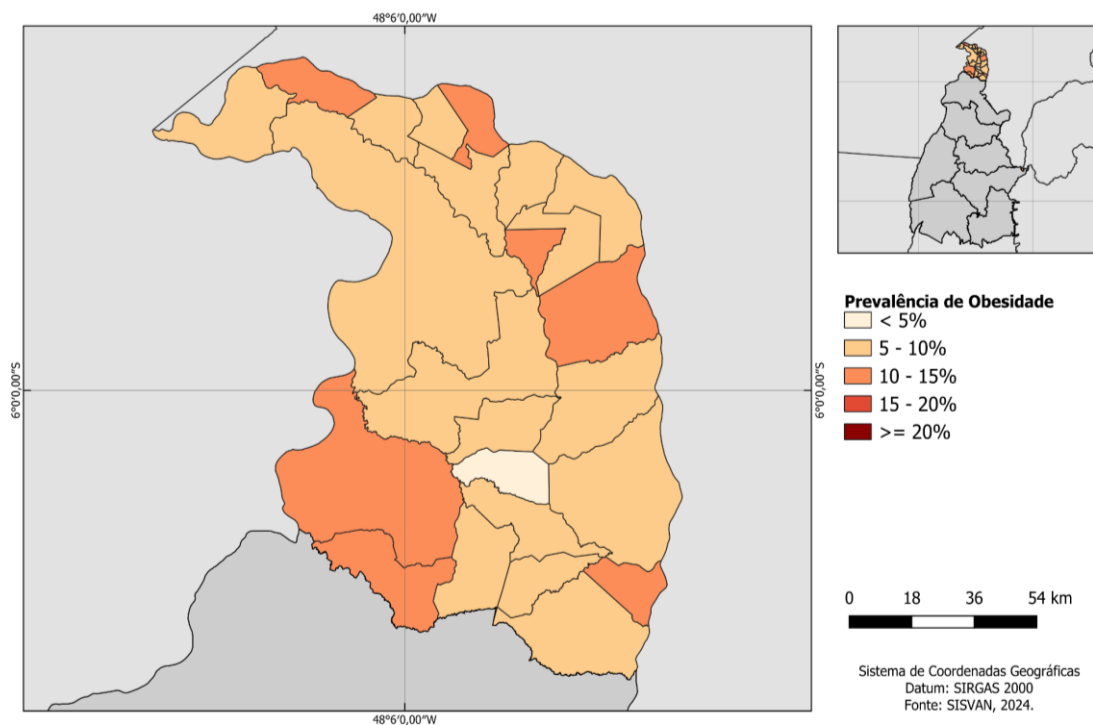 48°6′0,00″W
6°0′0,00″S
6°0′0,00″S
48°6′0,00″W
Prevalência de Obesidade
< 5%
5 - 10%
10 - 15%
15 - 20%
>= 20%
0 18 36 54 km
Sistema de Coordenadas Geográficas
Datum: SIRGAS 2000
Fonte: SISVAN, 2024.